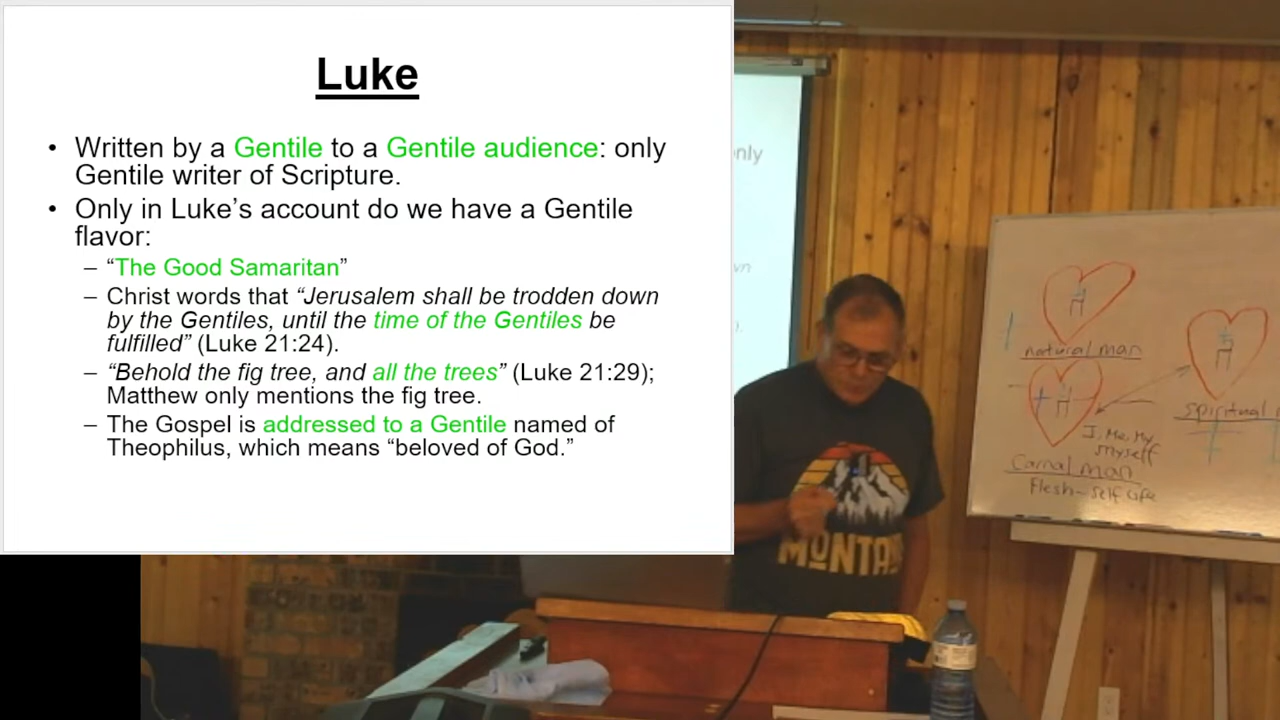 Luke
• Written by a Gentile to a Gentile audience: only
Gentile writer of Scripture.
• Only in Luke’s account do we have a Gentile
flavor:
– “The Good Samaritan”
– Christ words that “Jerusalem shall be trodden down
by the Gentiles, until the time of the Gentiles be
fulfilled” (Luke 21:24).
– “Behold the fig tree, and all the trees” (Luke 21:29);
Matthew only mentions the fig tree.
– The Gospel is addressed to a Gentile named of
Theophilus, which means “beloved of God.”
only
wn
natural man
spiritual
I, Me, My
Myself
Carnal man
Flesh - Self Life
MONTAN